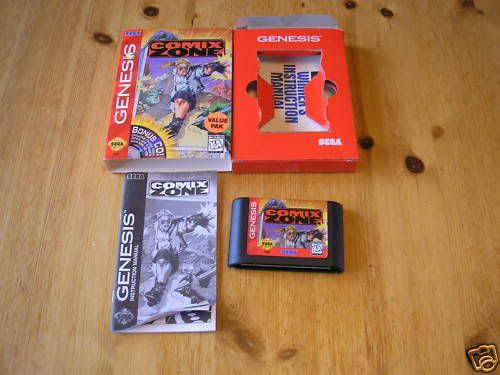 SEGA
GENESIS
COMIX
ZONE
VALUE
PAK
BONUS CD!
SEGA
GENESIS
OWNER'S
INSTRUCTION
MANUAL
SEGA
SEGA
COMIX
ZONE
GENESIS
INSTRUCTION MANUAL
GENESIS
COMIX
ZONE
SEGA
SEGA